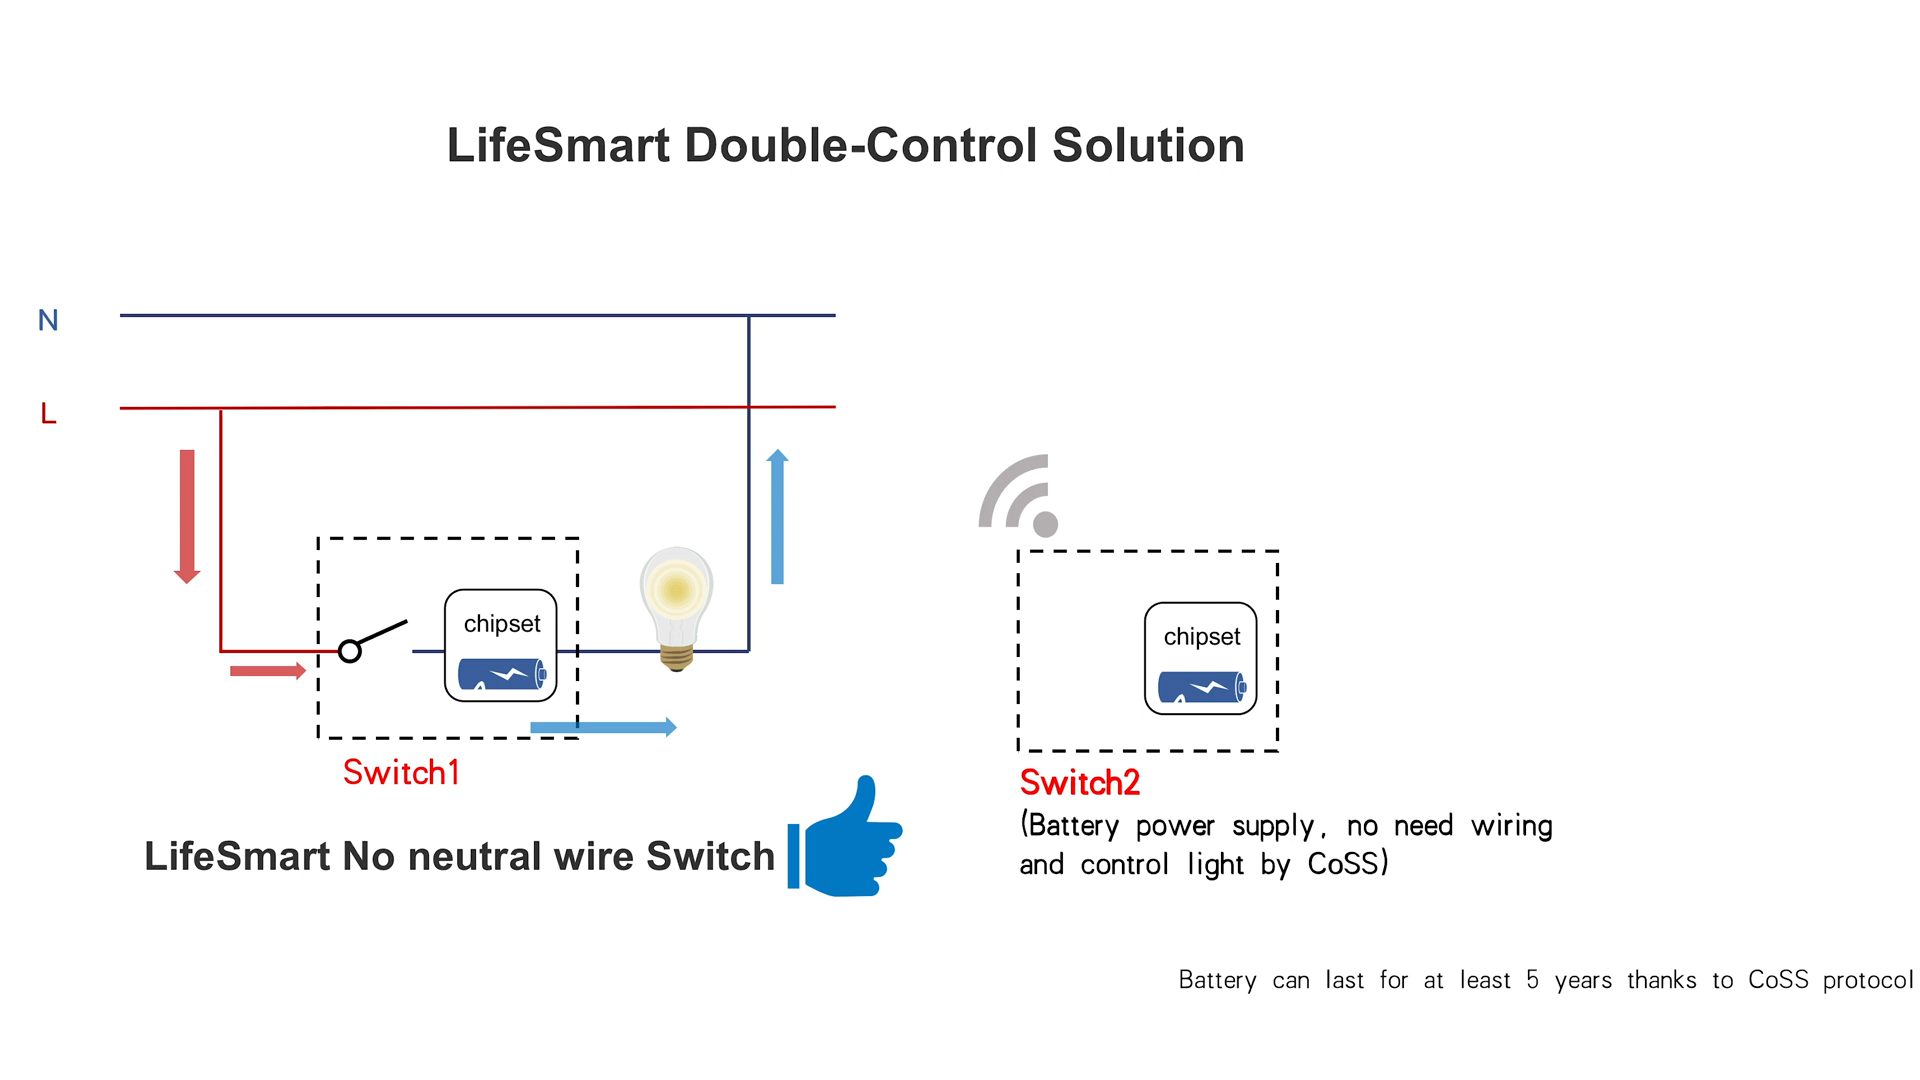 LifeSmart Double-Control Solution
N
L
chipset
chipset
Switch1
Switch2
(Battery power supply, no need wiring
and control light by CoSS)
LifeSmart No neutral wire Switch
Battery can last for at least 5 years thanks to CoSS protocol